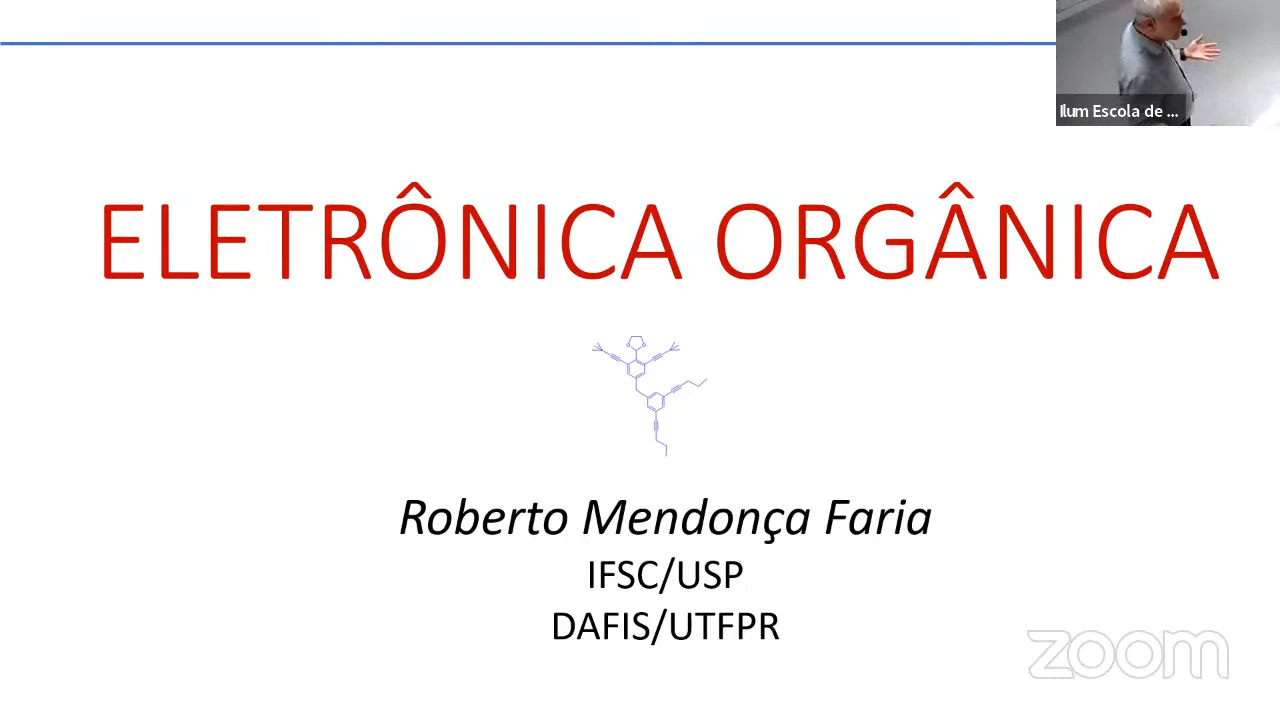 Ilum Escola de ...
ELETRÔNICA ORGÂNICA
Roberto Mendonça Faria
IFSC/USP
DAFIS/UTFPR
zoom